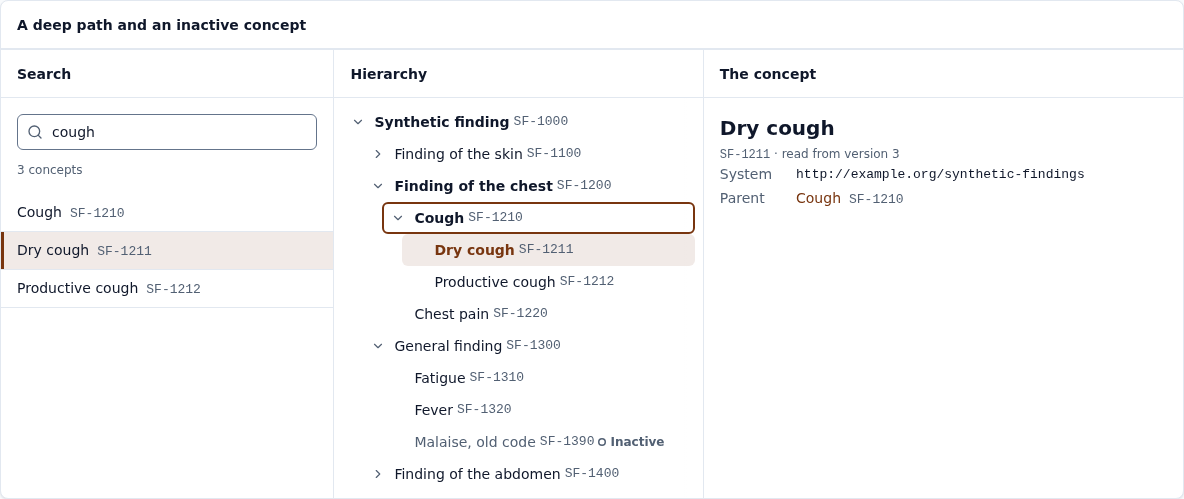 A deep path and an inactive concept
Search
cough
3 concepts
Cough SF-1210
Dry cough SF-1211
Productive cough SF-1212
Hierarchy
Synthetic finding SF-1000
Finding of the skin SF-1100
Finding of the chest SF-1200
Cough SF-1210
Dry cough SF-1211
Productive cough SF-1212
Chest pain SF-1220
General finding SF-1300
Fatigue SF-1310
Fever SF-1320
Malaise, old code SF-1390 Inactive
Finding of the abdomen SF-1400
The concept
Dry cough
SF-1211 · read from version 3
System http://example.org/synthetic-findings
Parent Cough SF-1210